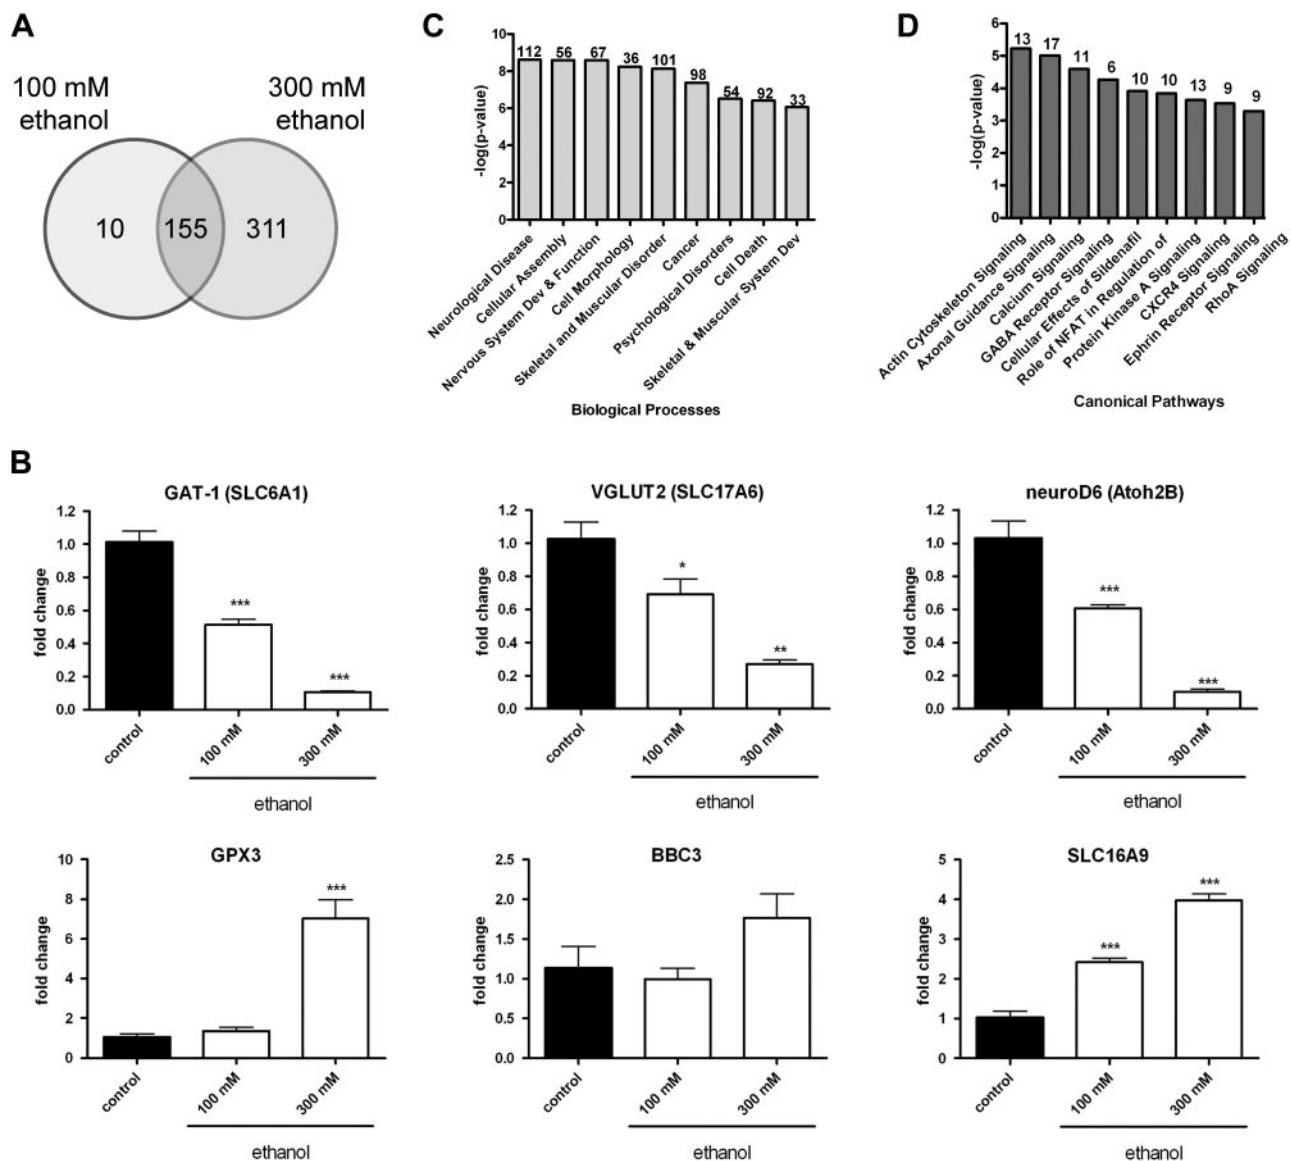 A
100 mM
ethanol
300 mM
ethanol
10
155
311
C
-log(p-value)
10
8
6
4
2
0
112
56
67
36
101
98
54
92
33
Neurological Disease
Cellular Assembly
Nervous System Dev & Function
Cell Morphology
Skeletal and Muscular Disorder
Cancer
Psychological Disorders
Cell Death
Skeletal & Muscular System Dev
Biological Processes
D
-log(p-value)
6
5
4
3
2
1
0
13
17
11
6
10
10
13
9
9
Actin Cytoskeleton Signaling
Axonal Guidance Signaling
Calcium Signaling
GABA Receptor Signaling
Cellular Effects of Sildenafil
Role of NFAT in Regulation of
Protein Kinase A Signaling
CXCR4 Signaling
Ephrin Receptor Signaling
RhoA Signaling
Canonical Pathways
B
GAT-1 (SLC6A1)
fold change
1.2
1.0
0.8
0.6
0.4
0.2
0.0
***
***
control
100 mM
300 mM
ethanol
VGLUT2 (SLC17A6)
fold change
1.2
1.0
0.8
0.6
0.4
0.2
0.0
*
**
control
100 mM
300 mM
ethanol
neuroD6 (Atoh2B)
fold change
1.2
1.0
0.8
0.6
0.4
0.2
0.0
***
***
control
100 mM
300 mM
ethanol
GPX3
fold change
10
8
6
4
2
0
***
control
100 mM
300 mM
ethanol
BBC3
fold change
2.5
2.0
1.5
1.0
0.5
0.0
control
100 mM
300 mM
ethanol
SLC16A9
fold change
5
4
3
2
1
0
***
***
control
100 mM
300 mM
ethanol